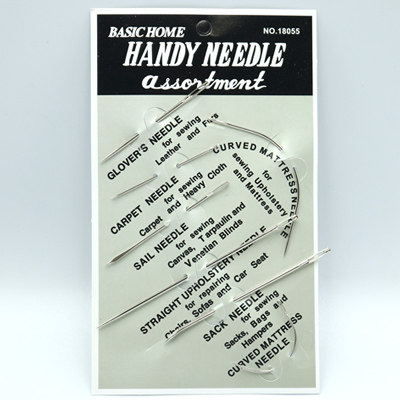 BASIC HOME
NO.18055
HANDY NEEDLE
assortment
GLOVER'S NEEDLE
for sewing
Leather and Furs
CURVED MATTRESS NEEDLE
for
sewing Upholstery
and Mattress
CARPET NEEDLE
for sewing
Carpet and Heavy Cloth
SAIL NEEDLE
for sewing
Canvas, Tarpaulin and
Venetian Blinds
STRAIGHT UPHOLSTERY NEEDLE
for repairing
Chairs, Sofas and Car Seat
SACK NEEDLE
for sewing
Sacks, Bags and
Hampers
CURVED MATTRESS
NEEDLE